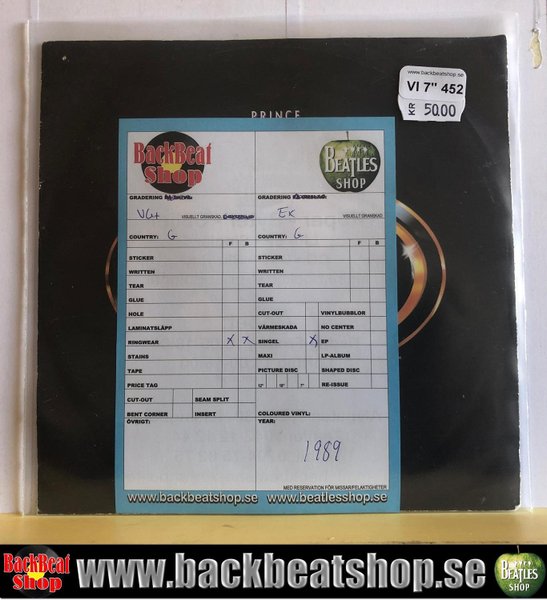 www.backbeatshop.se
VI 7" 452
KR 50.00
PRINCE
BackBeat
Shop
BEATLES
SHOP
GRADERING
GRADERING
VG+
VISUELLT GRANSKAD,
EX
VISUELLT GRANSKAD
COUNTRY: G
COUNTRY: G
F B F B
STICKER STICKER
WRITTEN WRITTEN
TEAR TEAR
GLUE GLUE
HOLE CUT-OUT VINYLBUBBLOR
LAMINATSLÄPP VÄRMESKADA NO CENTER
RINGWEAR X X SINGEL X EP
STAINS MAXI LP-ALBUM
TAPE PICTURE DISC SHAPED DISC
PRICE TAG 12" 10" 7" RE-ISSUE
CUT-OUT SEAM SPLIT
BENT CORNER INSERT COLOURED VINYL:
ÖVRIGT: YEAR:
1989
MED RESERVATION FÖR MISSAR/FELAKTIGHETER
www.backbeatshop.se www.beatlesshop.se
BackBeat
Shop
www.backbeatshop.se
BEATLES
SHOP